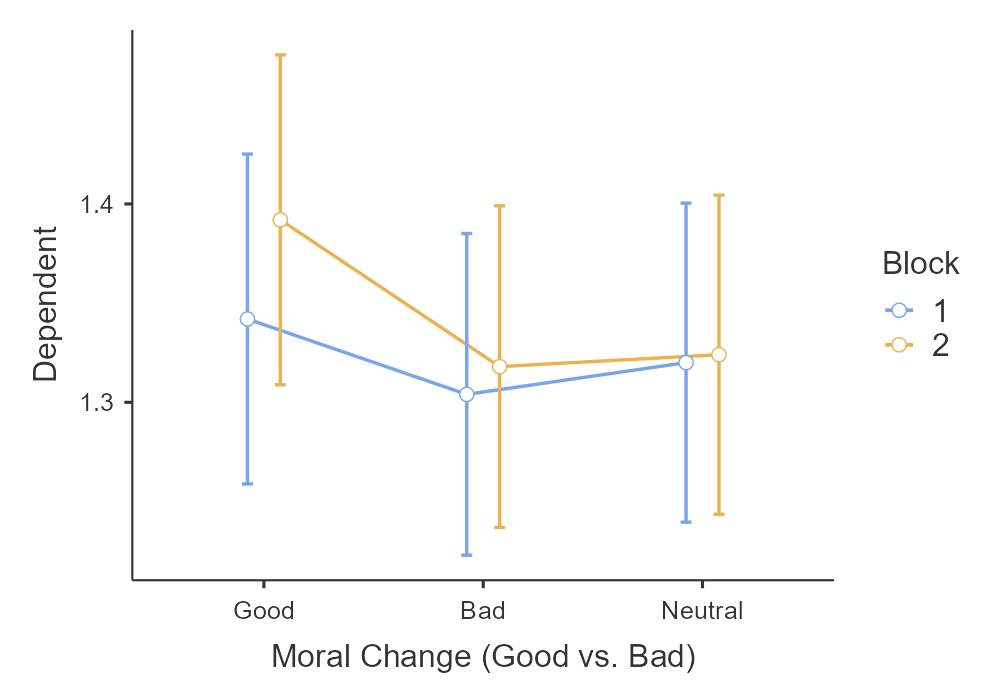 1.4
1.3
Dependent
Good
Bad
Neutral
Moral Change (Good vs. Bad)
Block
1
2